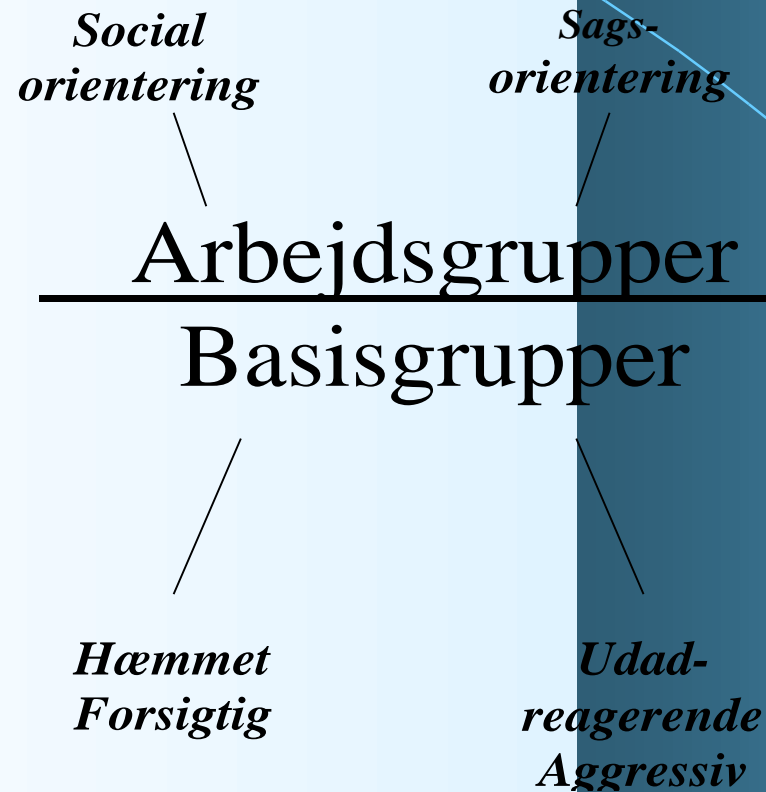 Social
orientering
Sags-
orientering
Arbejdsgrupper
Basisgrupper
Hæmmet
Forsigtig
Udad-
reagerende
Aggressiv